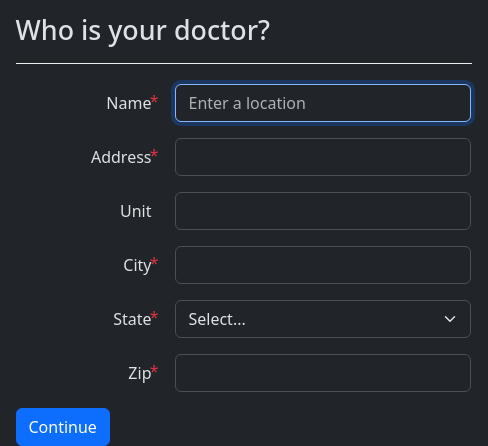 Who is your doctor?
Name* Enter a location
Address*
Unit
City*
State* Select...
Zip*
Continue